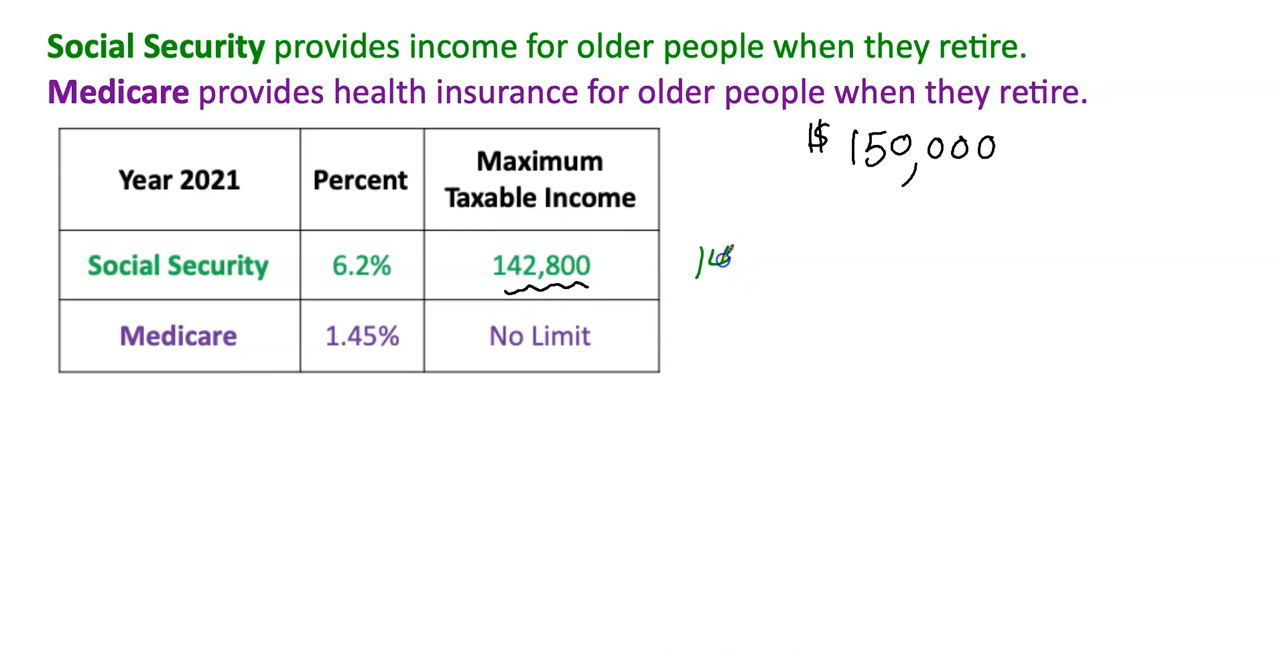 Social Security provides income for older people when they retire.
Medicare provides health insurance for older people when they retire.
$ 150,000
Year 2021 Percent Maximum Taxable Income
Social Security 6.2% 142,800
14
Medicare 1.45% No Limit